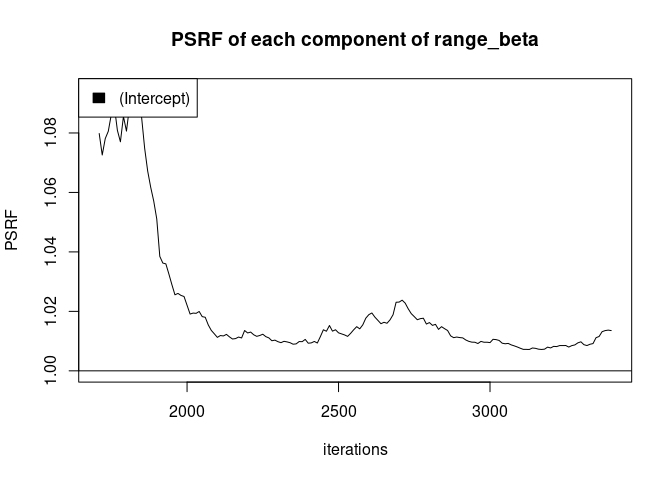 PSRF of each component of range_beta
(Intercept)
PSRF
1.08
1.06
1.04
1.02
1.00
2000 2500 3000
iterations